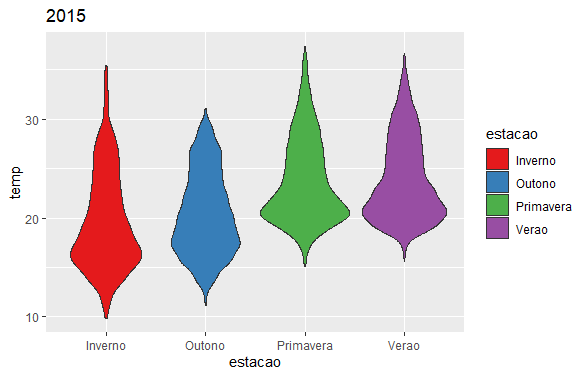 2015
temp
30
20
10
Inverno Outono Primavera Verao
estacao
estacao
Inverno
Outono
Primavera
Verao